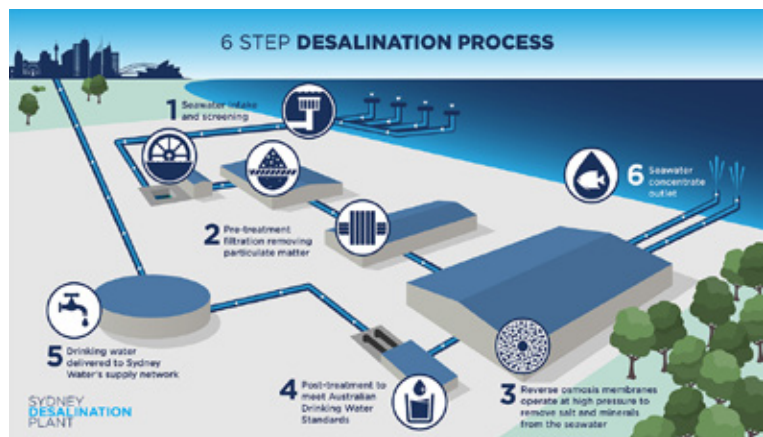 6 STEP DESALINATION PROCESS
1 Seawater intake
and screening
2 Pre-treatment
filtration removing
particulate matter
6 Seawater
concentrate
outlet
5 Drinking water
delivered to Sydney
Water's supply network
4 Post-treatment to
meet Australian
Drinking Water
Standards
3 Reverse osmosis membranes
operate at high pressure to
remove salt and minerals
from the seawater
SYDNEY
DESALINATION
PLANT